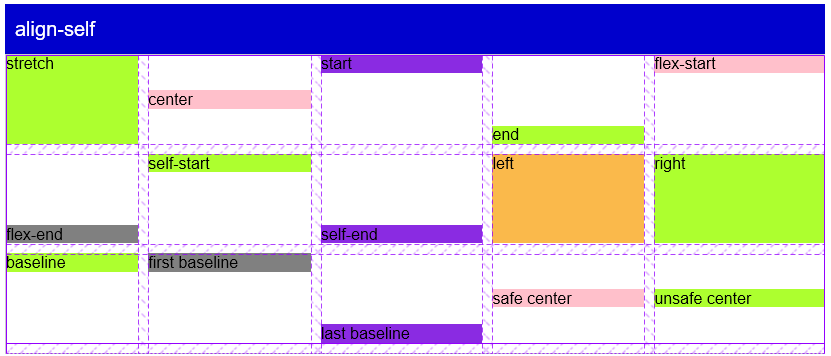 align-self
stretch
center
start
end
flex-start
flex-end
self-start
self-end
left
right
baseline
first baseline
last baseline
safe center
unsafe center